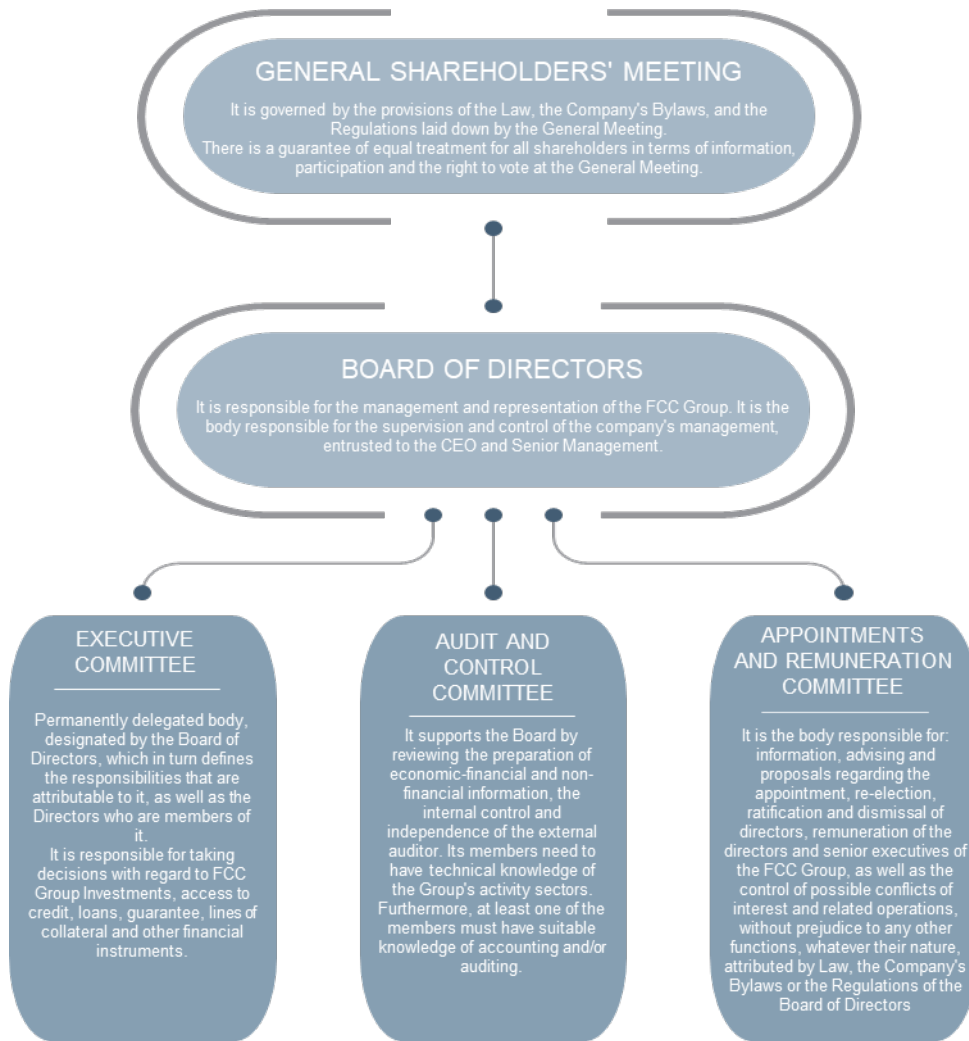 GENERAL SHAREHOLDERS' MEETING
It is governed by the provisions of the Law, the Company's Bylaws, and the
Regulations laid down by the General Meeting.
There is a guarantee of equal treatment for all shareholders in terms of information,
participation and the right to vote at the General Meeting.
BOARD OF DIRECTORS
It is responsible for the management and representation of the FCC Group. It is the
body responsible for the supervision and control of the company's management,
entrusted to the CEO and Senior Management.
EXECUTIVE
COMMITTEE
Permanently delegated body,
designated by the Board of
Directors, which in turn defines
the responsibilities that are
attributable to it, as well as the
Directors who are members of
it.
It is responsible for taking
decisions with regard to FCC
Group Investments, access to
credit, loans, guarantee, lines of
collateral and other financial
instruments.
AUDIT AND
CONTROL
COMMITTEE
It supports the Board by
reviewing the preparation of
economic-financial and non-
financial information, the
internal control and
independence of the external
auditor. Its members need to
have technical knowledge of
the Group's activity sectors.
Furthermore, at least one of the
members must have suitable
knowledge of accounting and/or
auditing.
APPOINTMENTS
AND REMUNERATION
COMMITTEE
It is the body responsible for:
information, advising and
proposals regarding the
appointment, re-election,
ratification and dismissal of
directors, remuneration of the
directors and senior executives of
the FCC Group, as well as the
control of possible conflicts of
interest and related operations,
without prejudice to any other
functions, whatever their nature,
attributed by Law, the Company's
Bylaws or the Regulations of the
Board of Directors